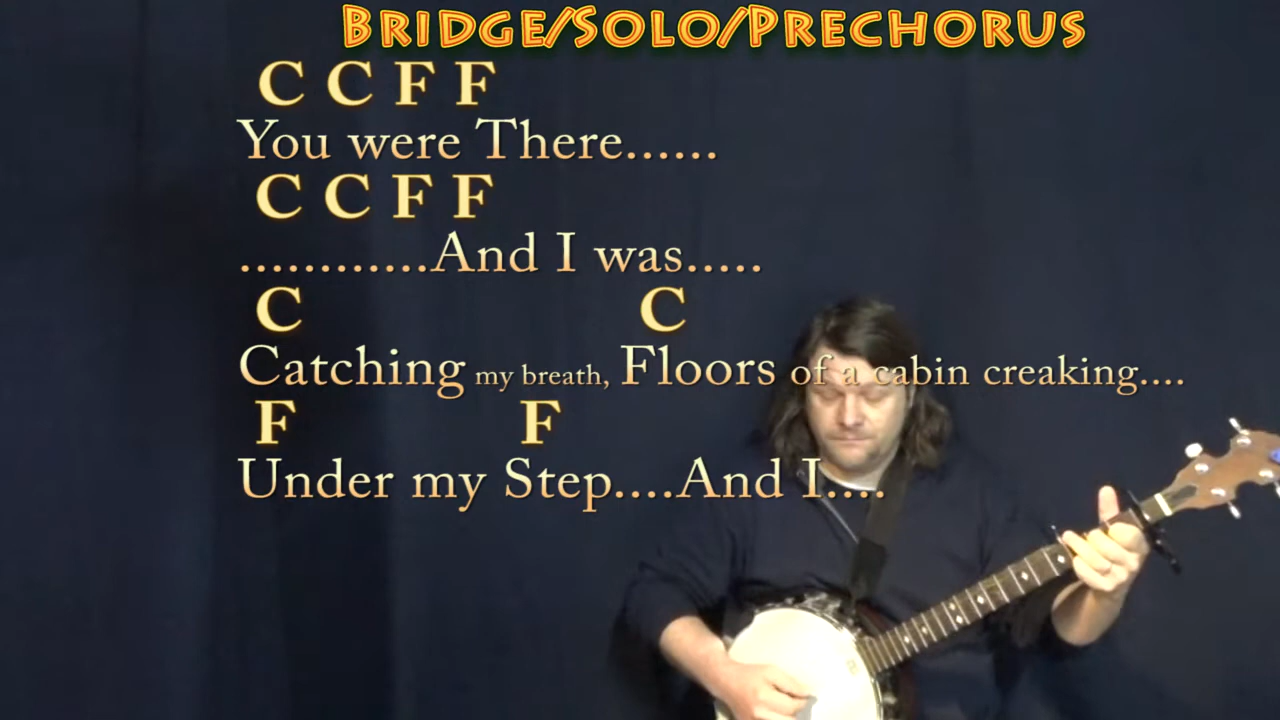 BRIDGE/SOLO/PRECHORUS
C C F F
You were There......
C C F F
............And I was.....
C C
Catching my breath, Floors of a cabin creaking....
F F
Under my Step....And I....